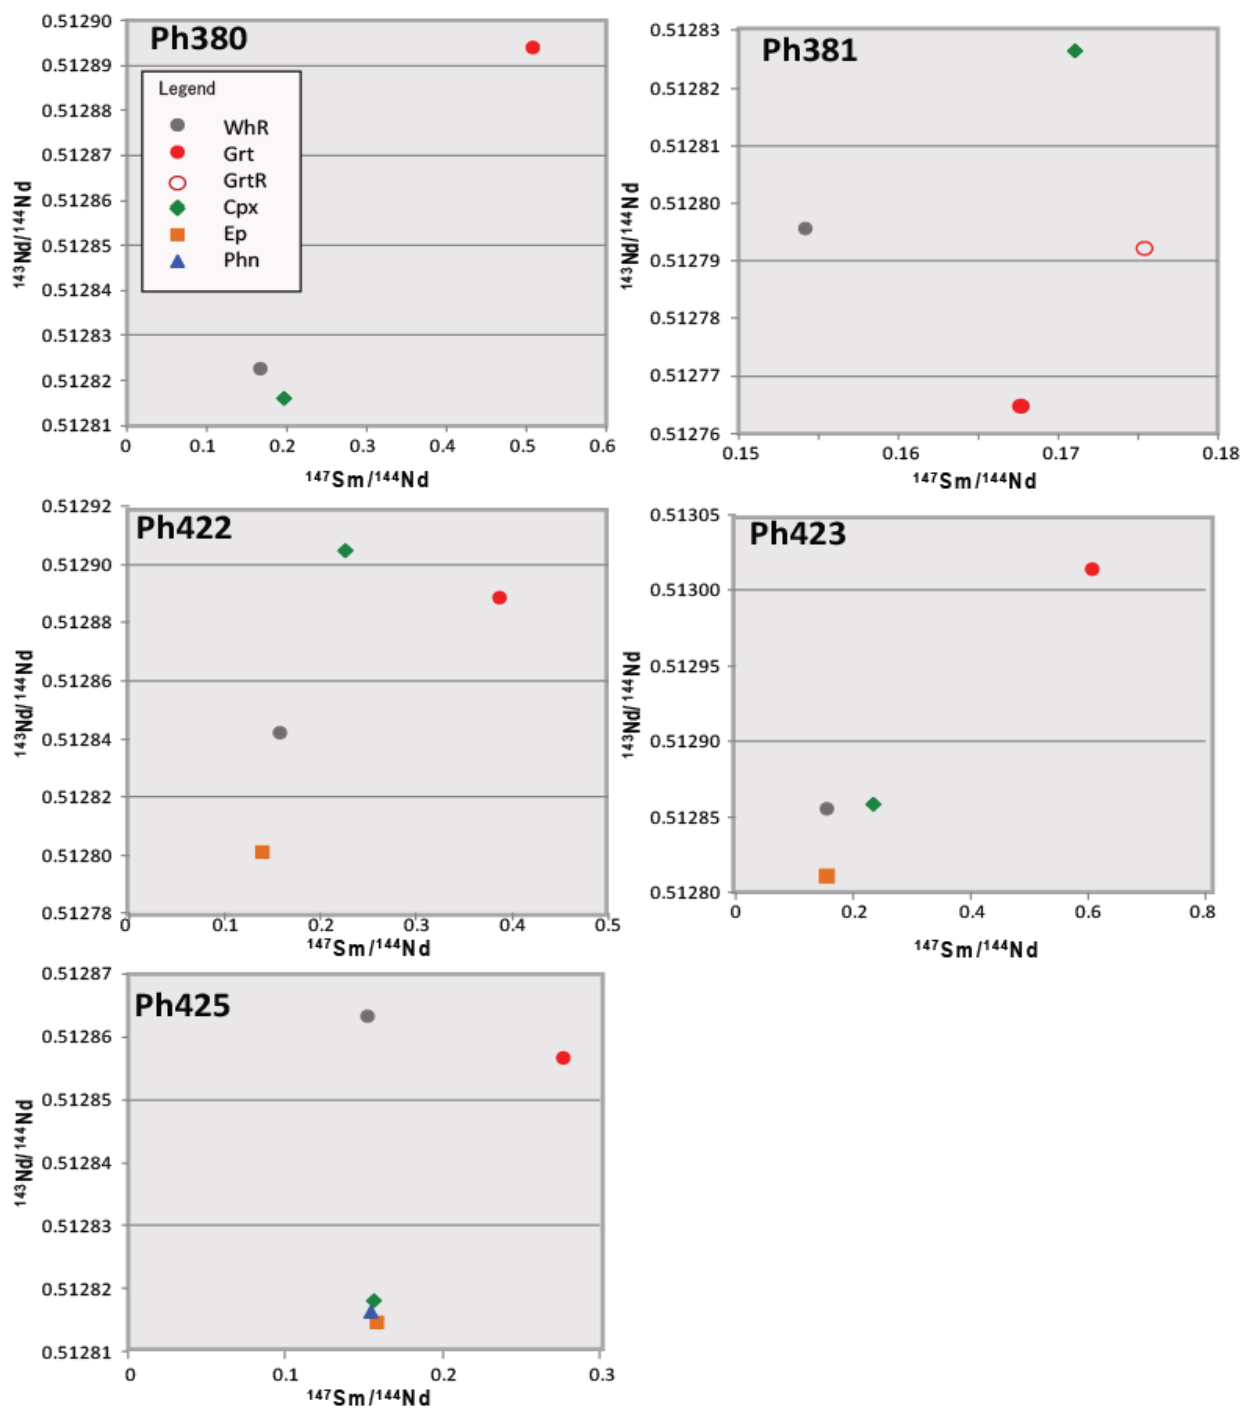 Ph380
0.51290
0.51289
0.51288
0.51287
0.51286
0.51285
0.51284
0.51283
0.51282
0.51281
¹⁴³Nd/¹⁴⁴Nd
Legend
WhR
Grt
GrtR
Cpx
Ep
Phn
0 0.1 0.2 0.3 0.4 0.5 0.6
¹⁴⁷Sm/¹⁴⁴Nd
Ph381
0.51283
0.51282
0.51281
0.51280
0.51279
0.51278
0.51277
0.51276
¹⁴³Nd/¹⁴⁴Nd
0.15 0.16 0.17 0.18
¹⁴⁷Sm/¹⁴⁴Nd
Ph422
0.51292
0.51290
0.51288
0.51286
0.51284
0.51282
0.51280
0.51278
¹⁴³Nd/¹⁴⁴Nd
0 0.1 0.2 0.3 0.4 0.5
¹⁴⁷Sm/¹⁴⁴Nd
Ph423
0.51305
0.51300
0.51295
0.51290
0.51285
0.51280
¹⁴³Nd/¹⁴⁴Nd
0 0.2 0.4 0.6 0.8
¹⁴⁷Sm/¹⁴⁴Nd
Ph425
0.51287
0.51286
0.51285
0.51284
0.51283
0.51282
0.51281
¹⁴³Nd/¹⁴⁴Nd
0 0.1 0.2 0.3
¹⁴⁷Sm/¹⁴⁴Nd